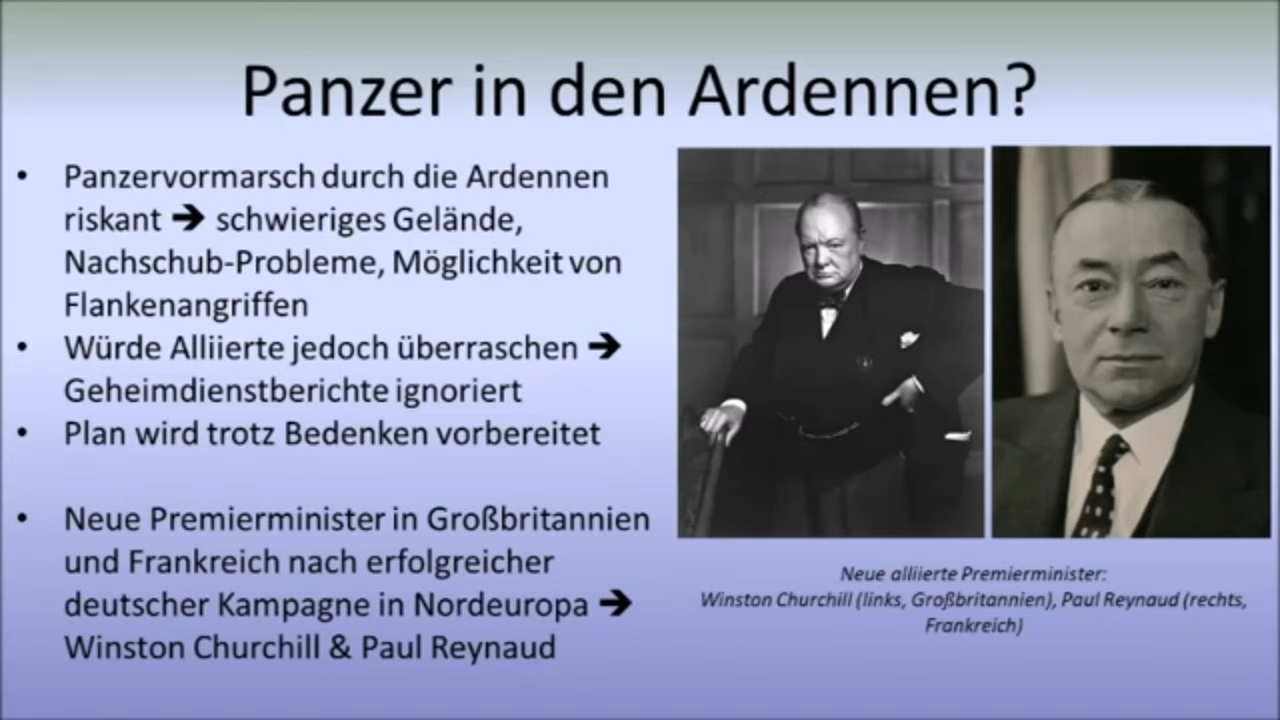 Panzer in den Ardennen?
• Panzervormarsch durch die Ardennen
riskant ➔ schwieriges Gelände,
Nachschub-Probleme, Möglichkeit von
Flankenangriffen
• Würde Alliierte jedoch überraschen ➔
Geheimdienstberichte ignoriert
• Plan wird trotz Bedenken vorbereitet
• Neue Premierminister in Großbritannien
und Frankreich nach erfolgreicher
deutscher Kampagne in Nordeuropa ➔
Winston Churchill & Paul Reynaud
Neue alliierte Premierminister:
Winston Churchill (links, Großbritannien), Paul Reynaud (rechts,
Frankreich)